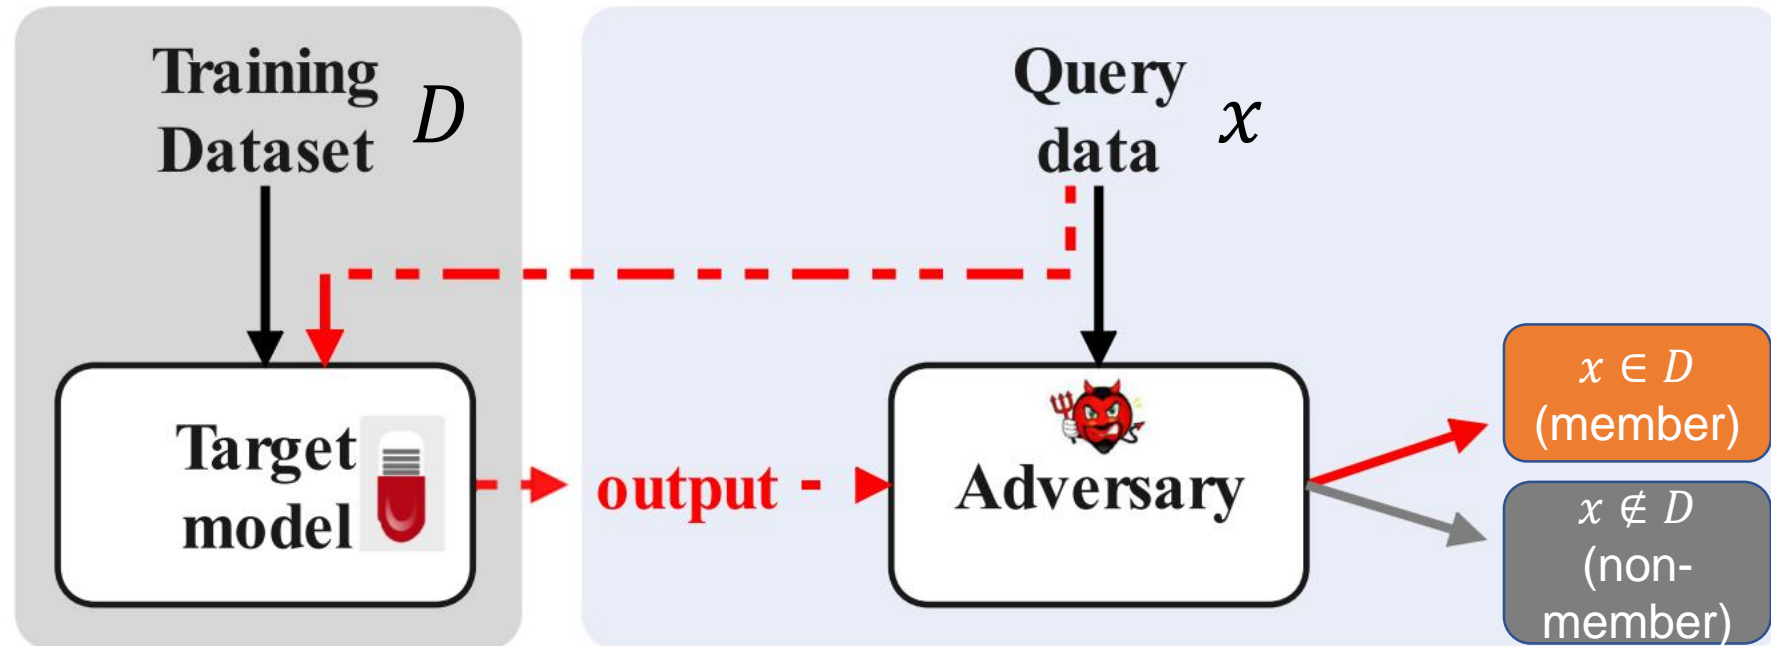 Training
Dataset
D
Query
data
x
Target
model
output
Adversary
x ∈ D
(member)
x ∉ D
(non-
member)